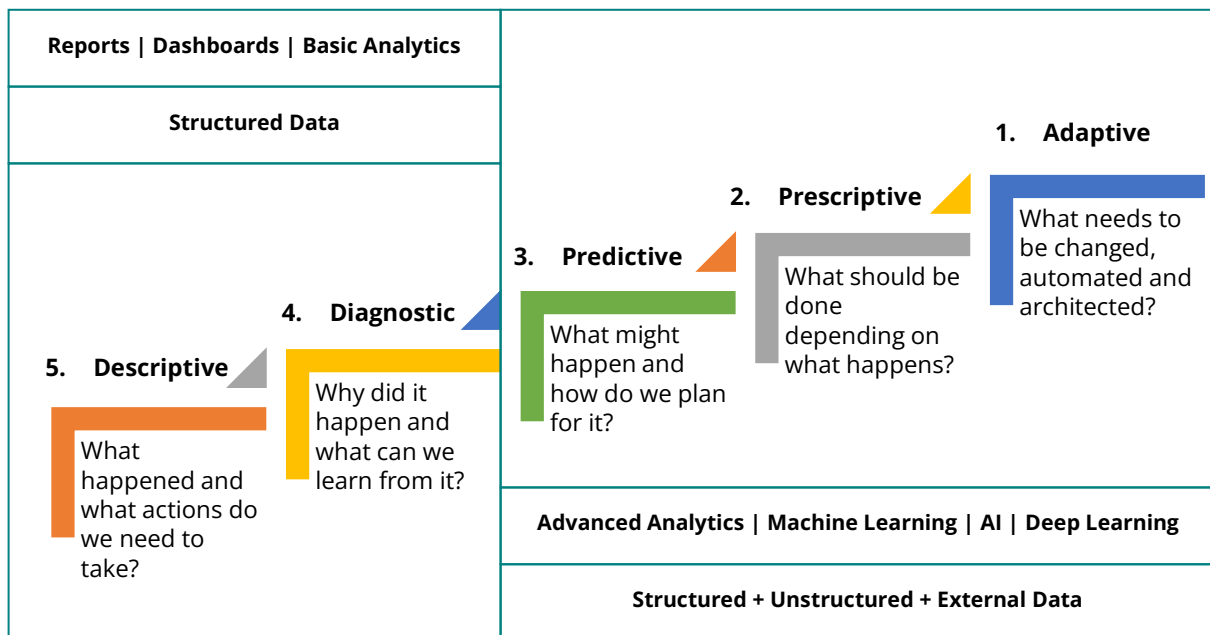 Reports | Dashboards | Basic Analytics
Structured Data
5. Descriptive
What
happened and
what actions do
we need to
take?
4. Diagnostic
Why did it
happen and
what can we
learn from it?
3. Predictive
What might
happen and
how do we plan
for it?
2. Prescriptive
What should be
done
depending on
what happens?
1. Adaptive
What needs to
be changed,
automated and
architected?
Advanced Analytics | Machine Learning | AI | Deep Learning
Structured + Unstructured + External Data